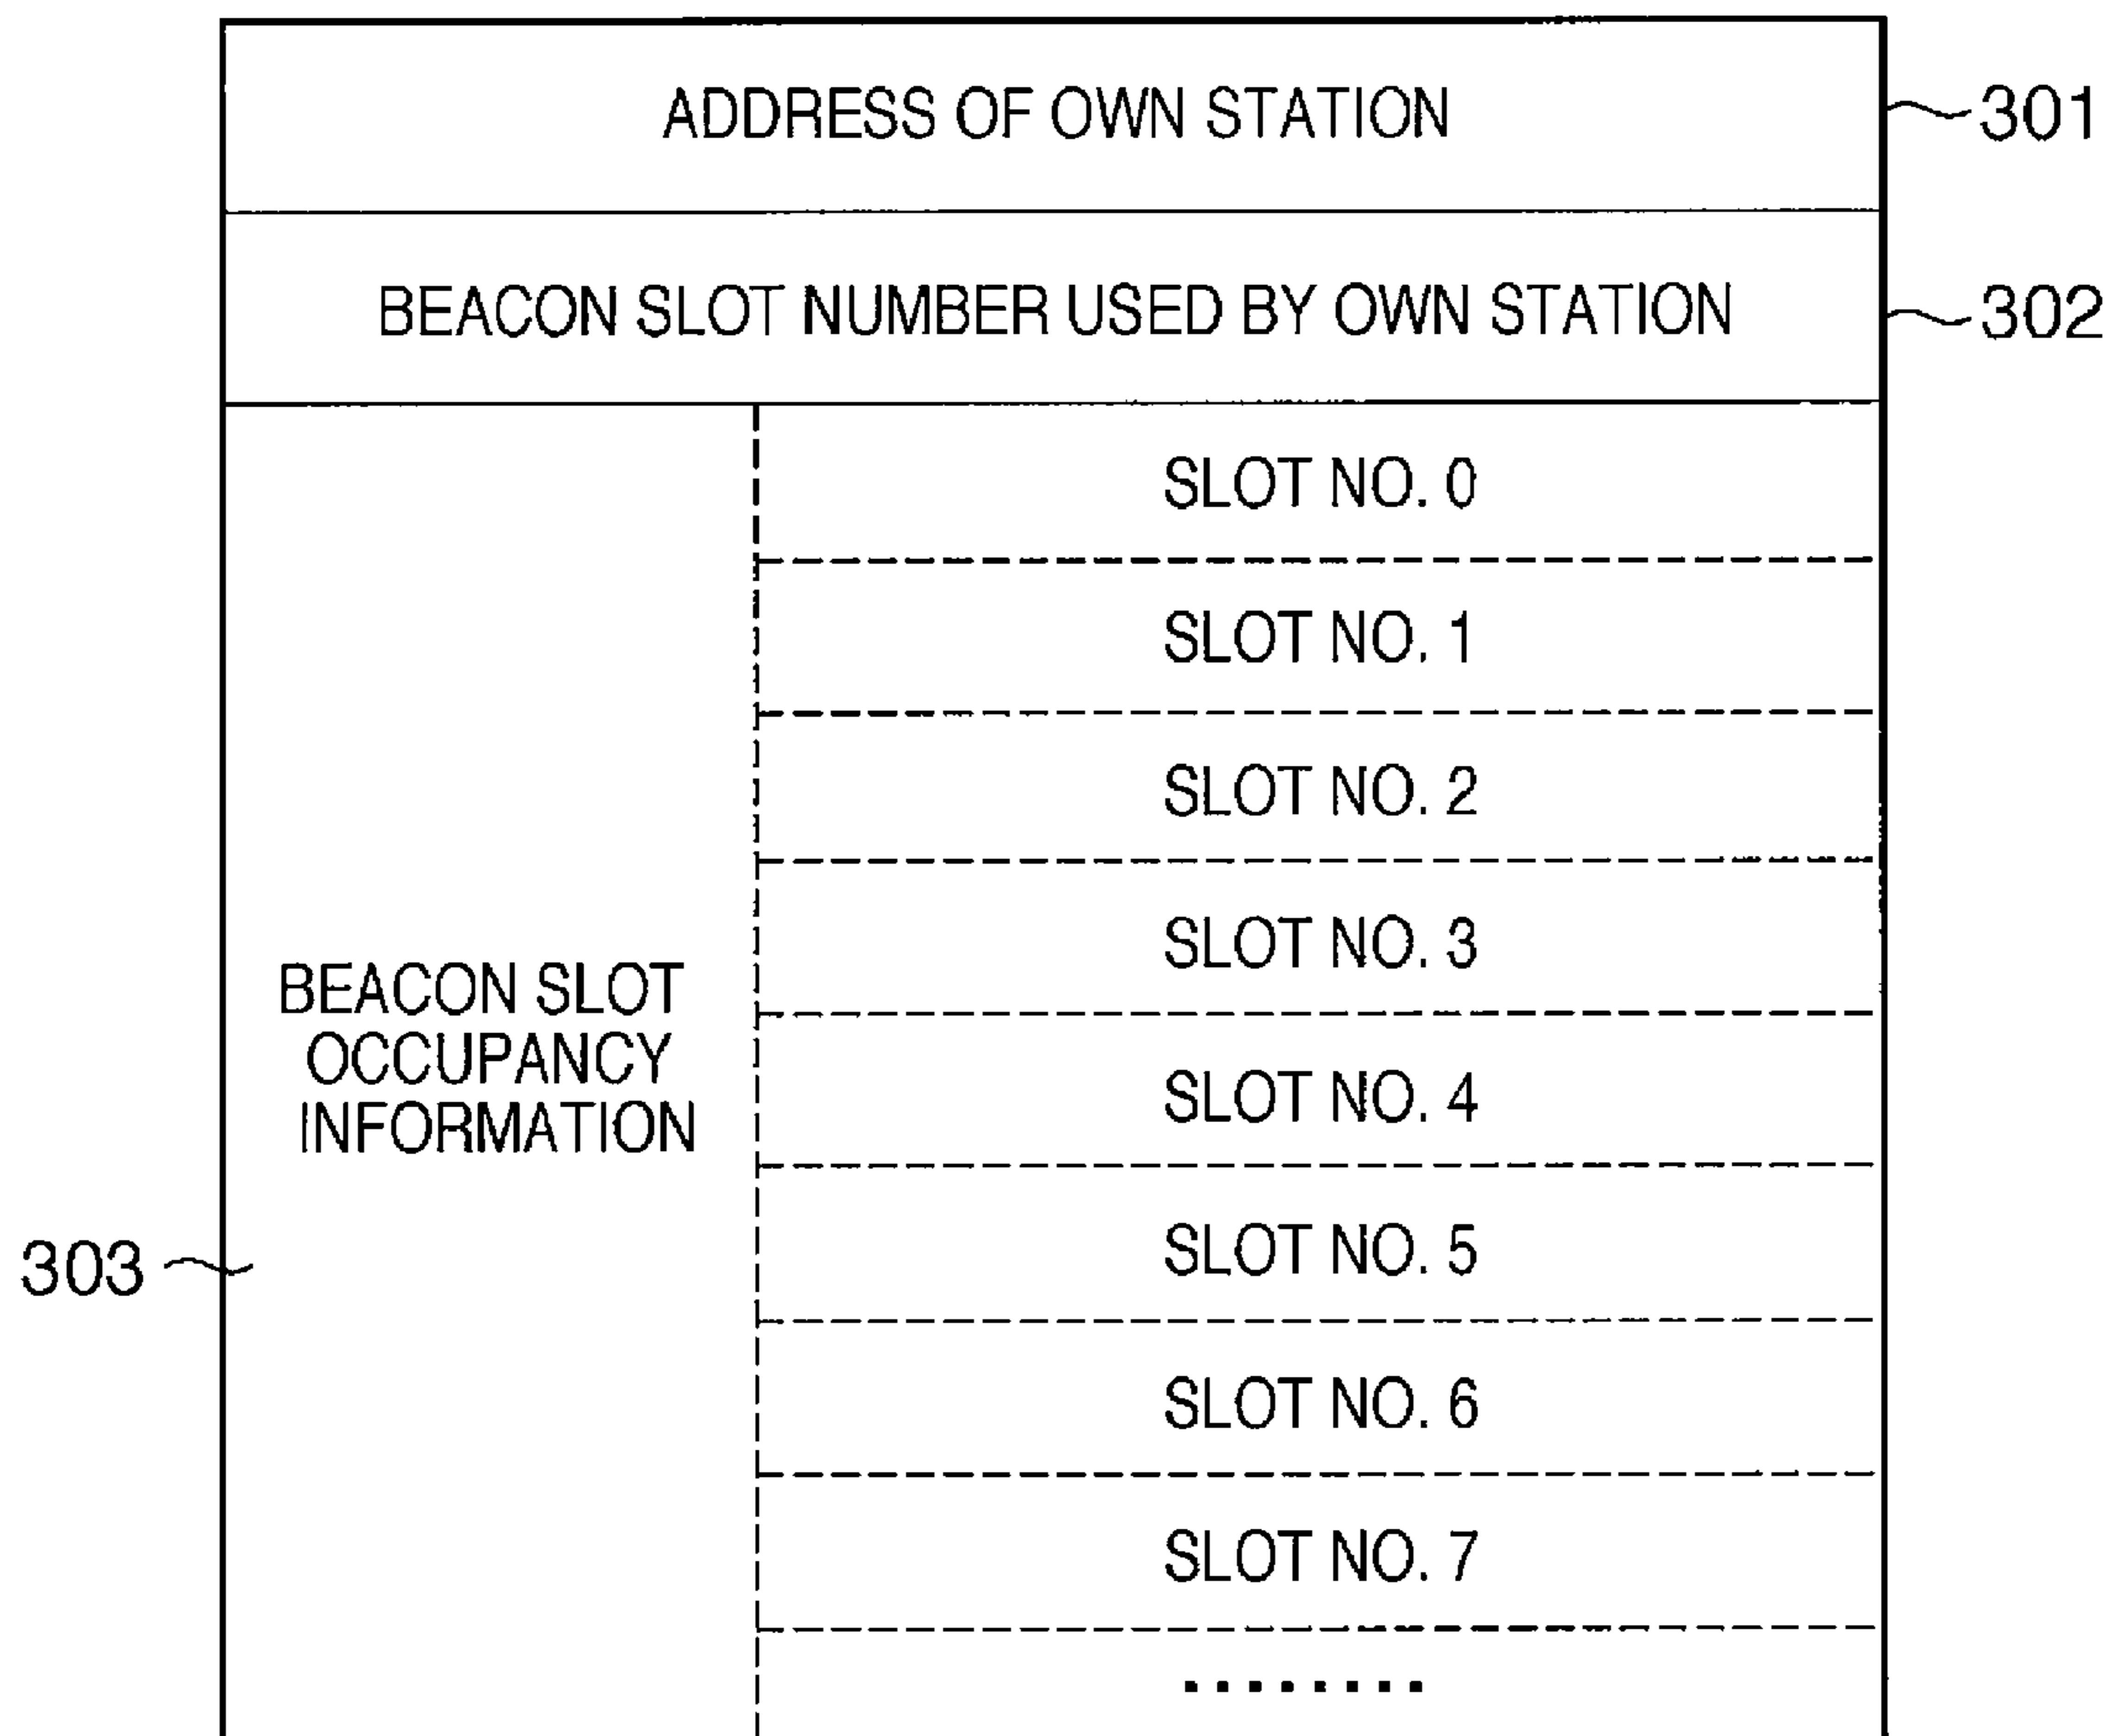 ADDRESS OF OWN STATION
301
BEACON SLOT NUMBER USED BY OWN STATION
302
SLOT NO. 0
SLOT NO. 1
SLOT NO. 2
SLOT NO. 3
BEACON SLOT
OCCUPANCY
INFORMATION
303
SLOT NO. 4
SLOT NO. 5
SLOT NO. 6
SLOT NO. 7
........